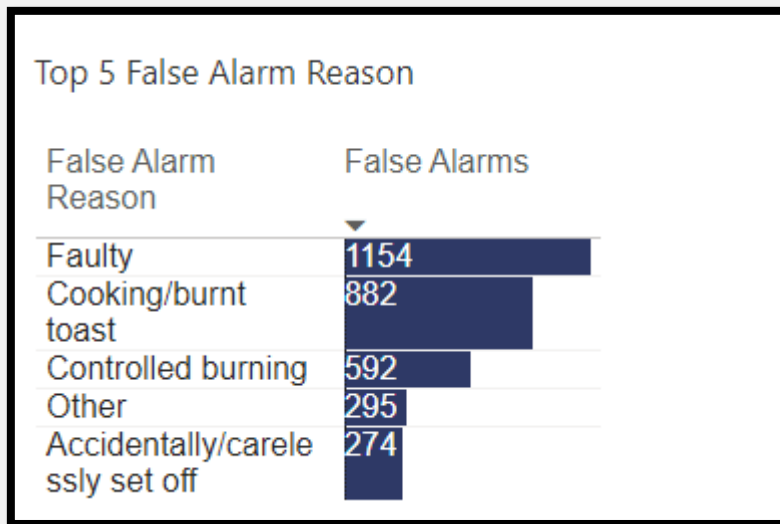 Top 5 False Alarm Reason
False Alarm False Alarms
Reason
Faulty 1154
Cooking/burnt 882
toast
Controlled burning 592
Other 295
Accidentally/carele 274
ssly set off